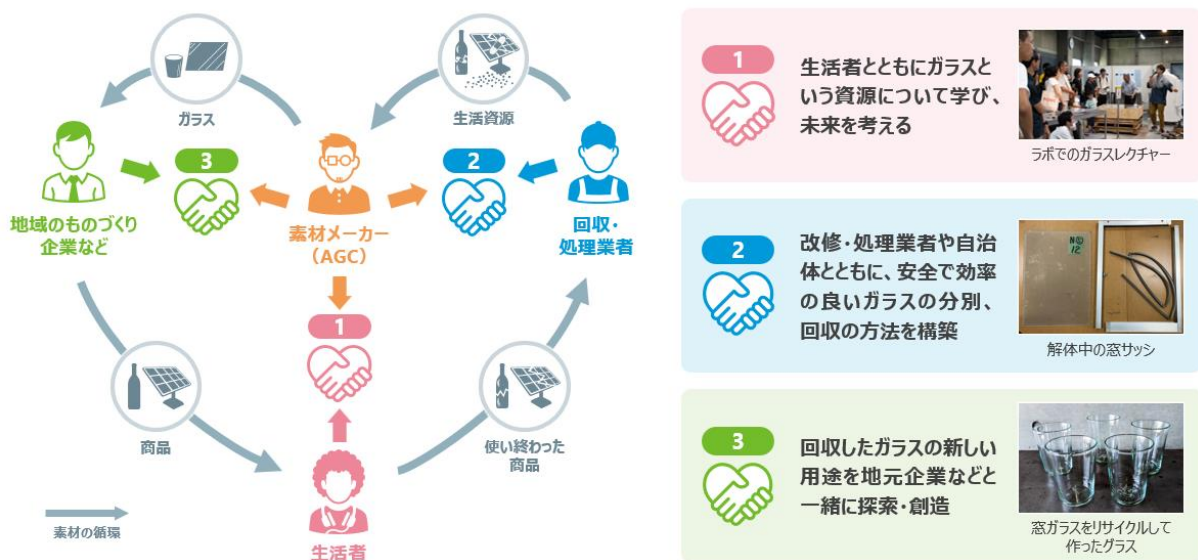 ガラス
生活資源
3
2
地域のものづくり
企業など
素材メーカー
（AGC）
回収・
処理業者
1
商品
使い終わった
商品
素材の循環
生活者
1
生活者とともにガラスと
いう資源について学び、
未来を考える
ラボでのガラスレクチャー
2
改修・処理業者や自治
体とともに、安全で効率
の良いガラスの分別、
回収の方法を構築
N⑤
12
解体中の窓サッシ
3
回収したガラスの新しい
用途を地元企業などと
一緒に探索・創造
窓ガラスをリサイクルして
作ったグラス